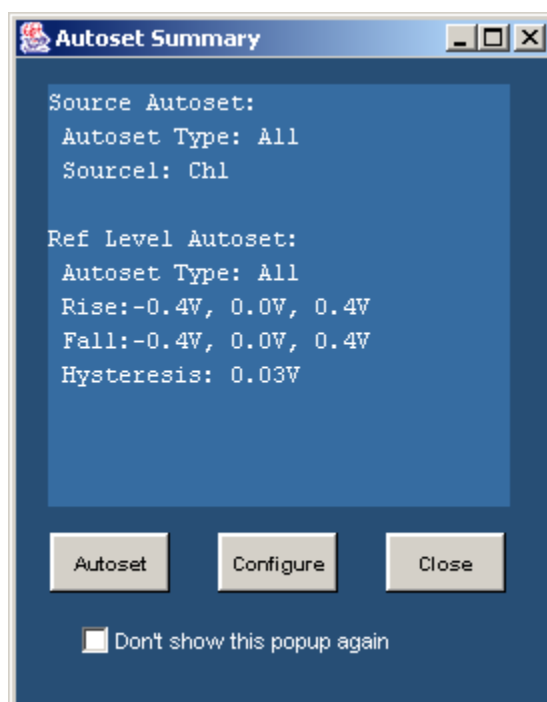 Autoset Summary
Source Autoset:
Autoset Type: All
Source1: Ch1
Ref Level Autoset:
Autoset Type: All
Rise:-0.4V, 0.0V, 0.4V
Fall:-0.4V, 0.0V, 0.4V
Hysteresis: 0.03V
Autoset Configure Close
Don't show this popup again